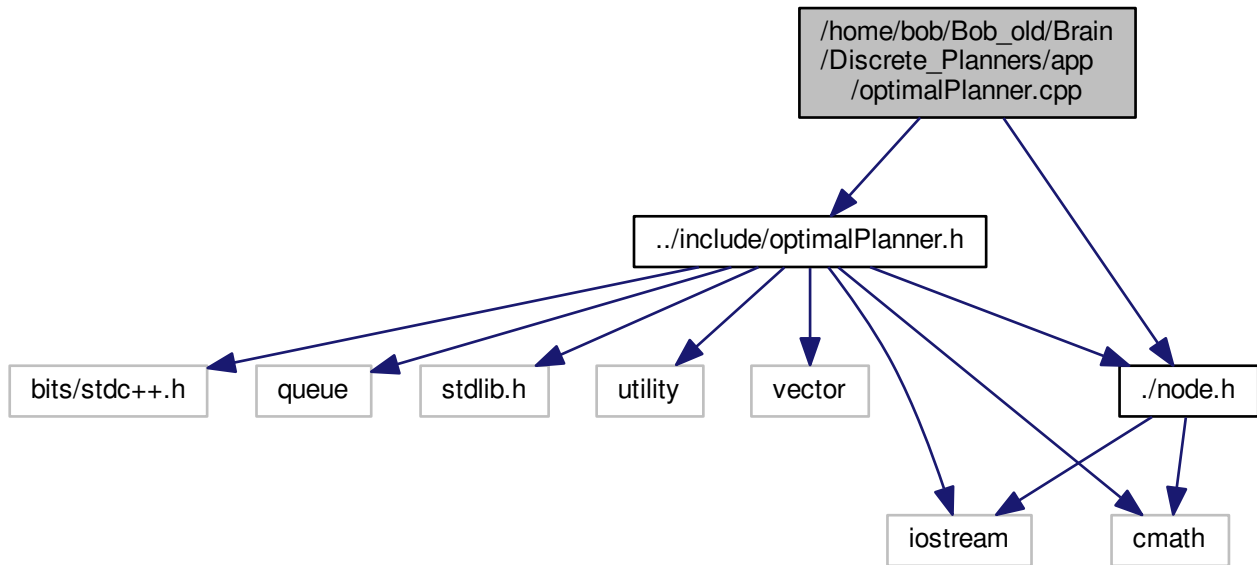 /home/bob/Bob_old/Brain
/Discrete_Planners/app
/optimalPlanner.cpp
../include/optimalPlanner.h
bits/stdc++.h
queue
stdlib.h
utility
vector
./node.h
iostream
cmath